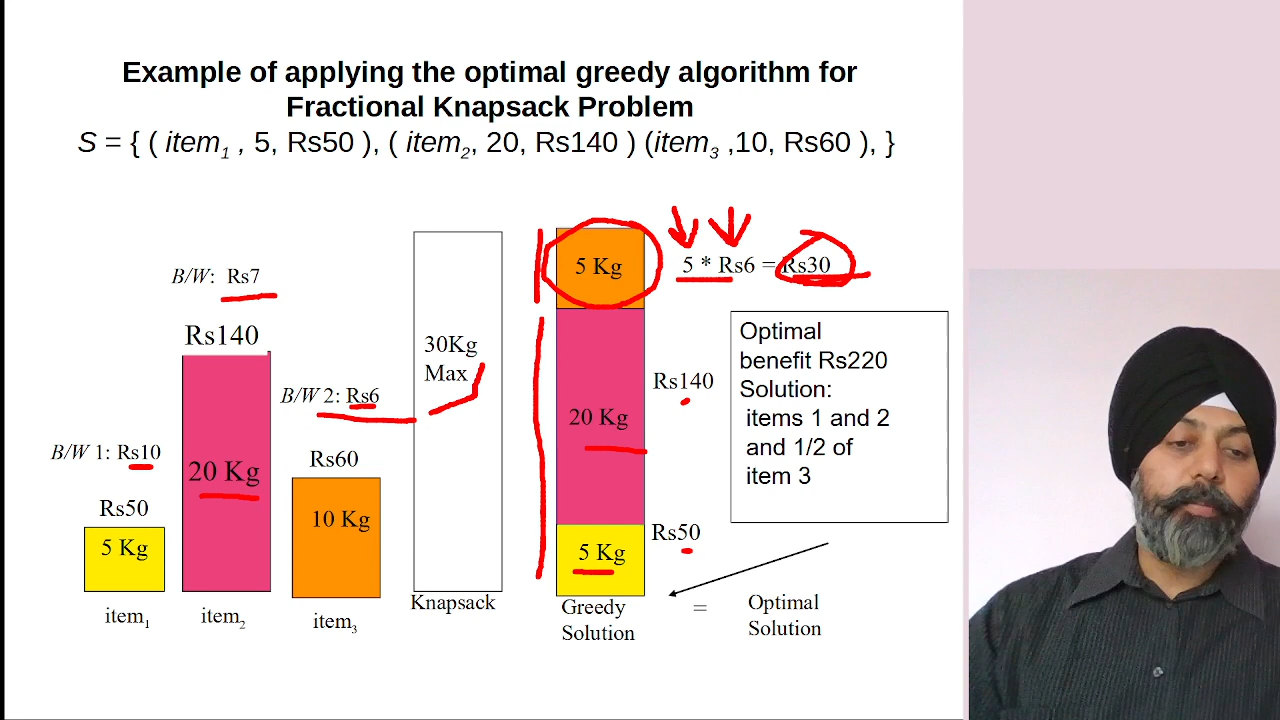 Example of applying the optimal greedy algorithm for
Fractional Knapsack Problem
S = { ( item1 , 5, Rs50 ), ( item2, 20, Rs140 ) (item3 ,10, Rs60 ), }
B/W: Rs7
Rs140
20 Kg
item2
B/W 1: Rs10
Rs50
5 Kg
item1
B/W 2: Rs6
Rs60
10 Kg
item3
30Kg
Max
Knapsack
5 Kg
5 * Rs6 = Rs30
20 Kg
Rs140
5 Kg
Rs50
Greedy
Solution
=
Optimal
Solution
Optimal
benefit Rs220
Solution:
items 1 and 2
and 1/2 of
item 3